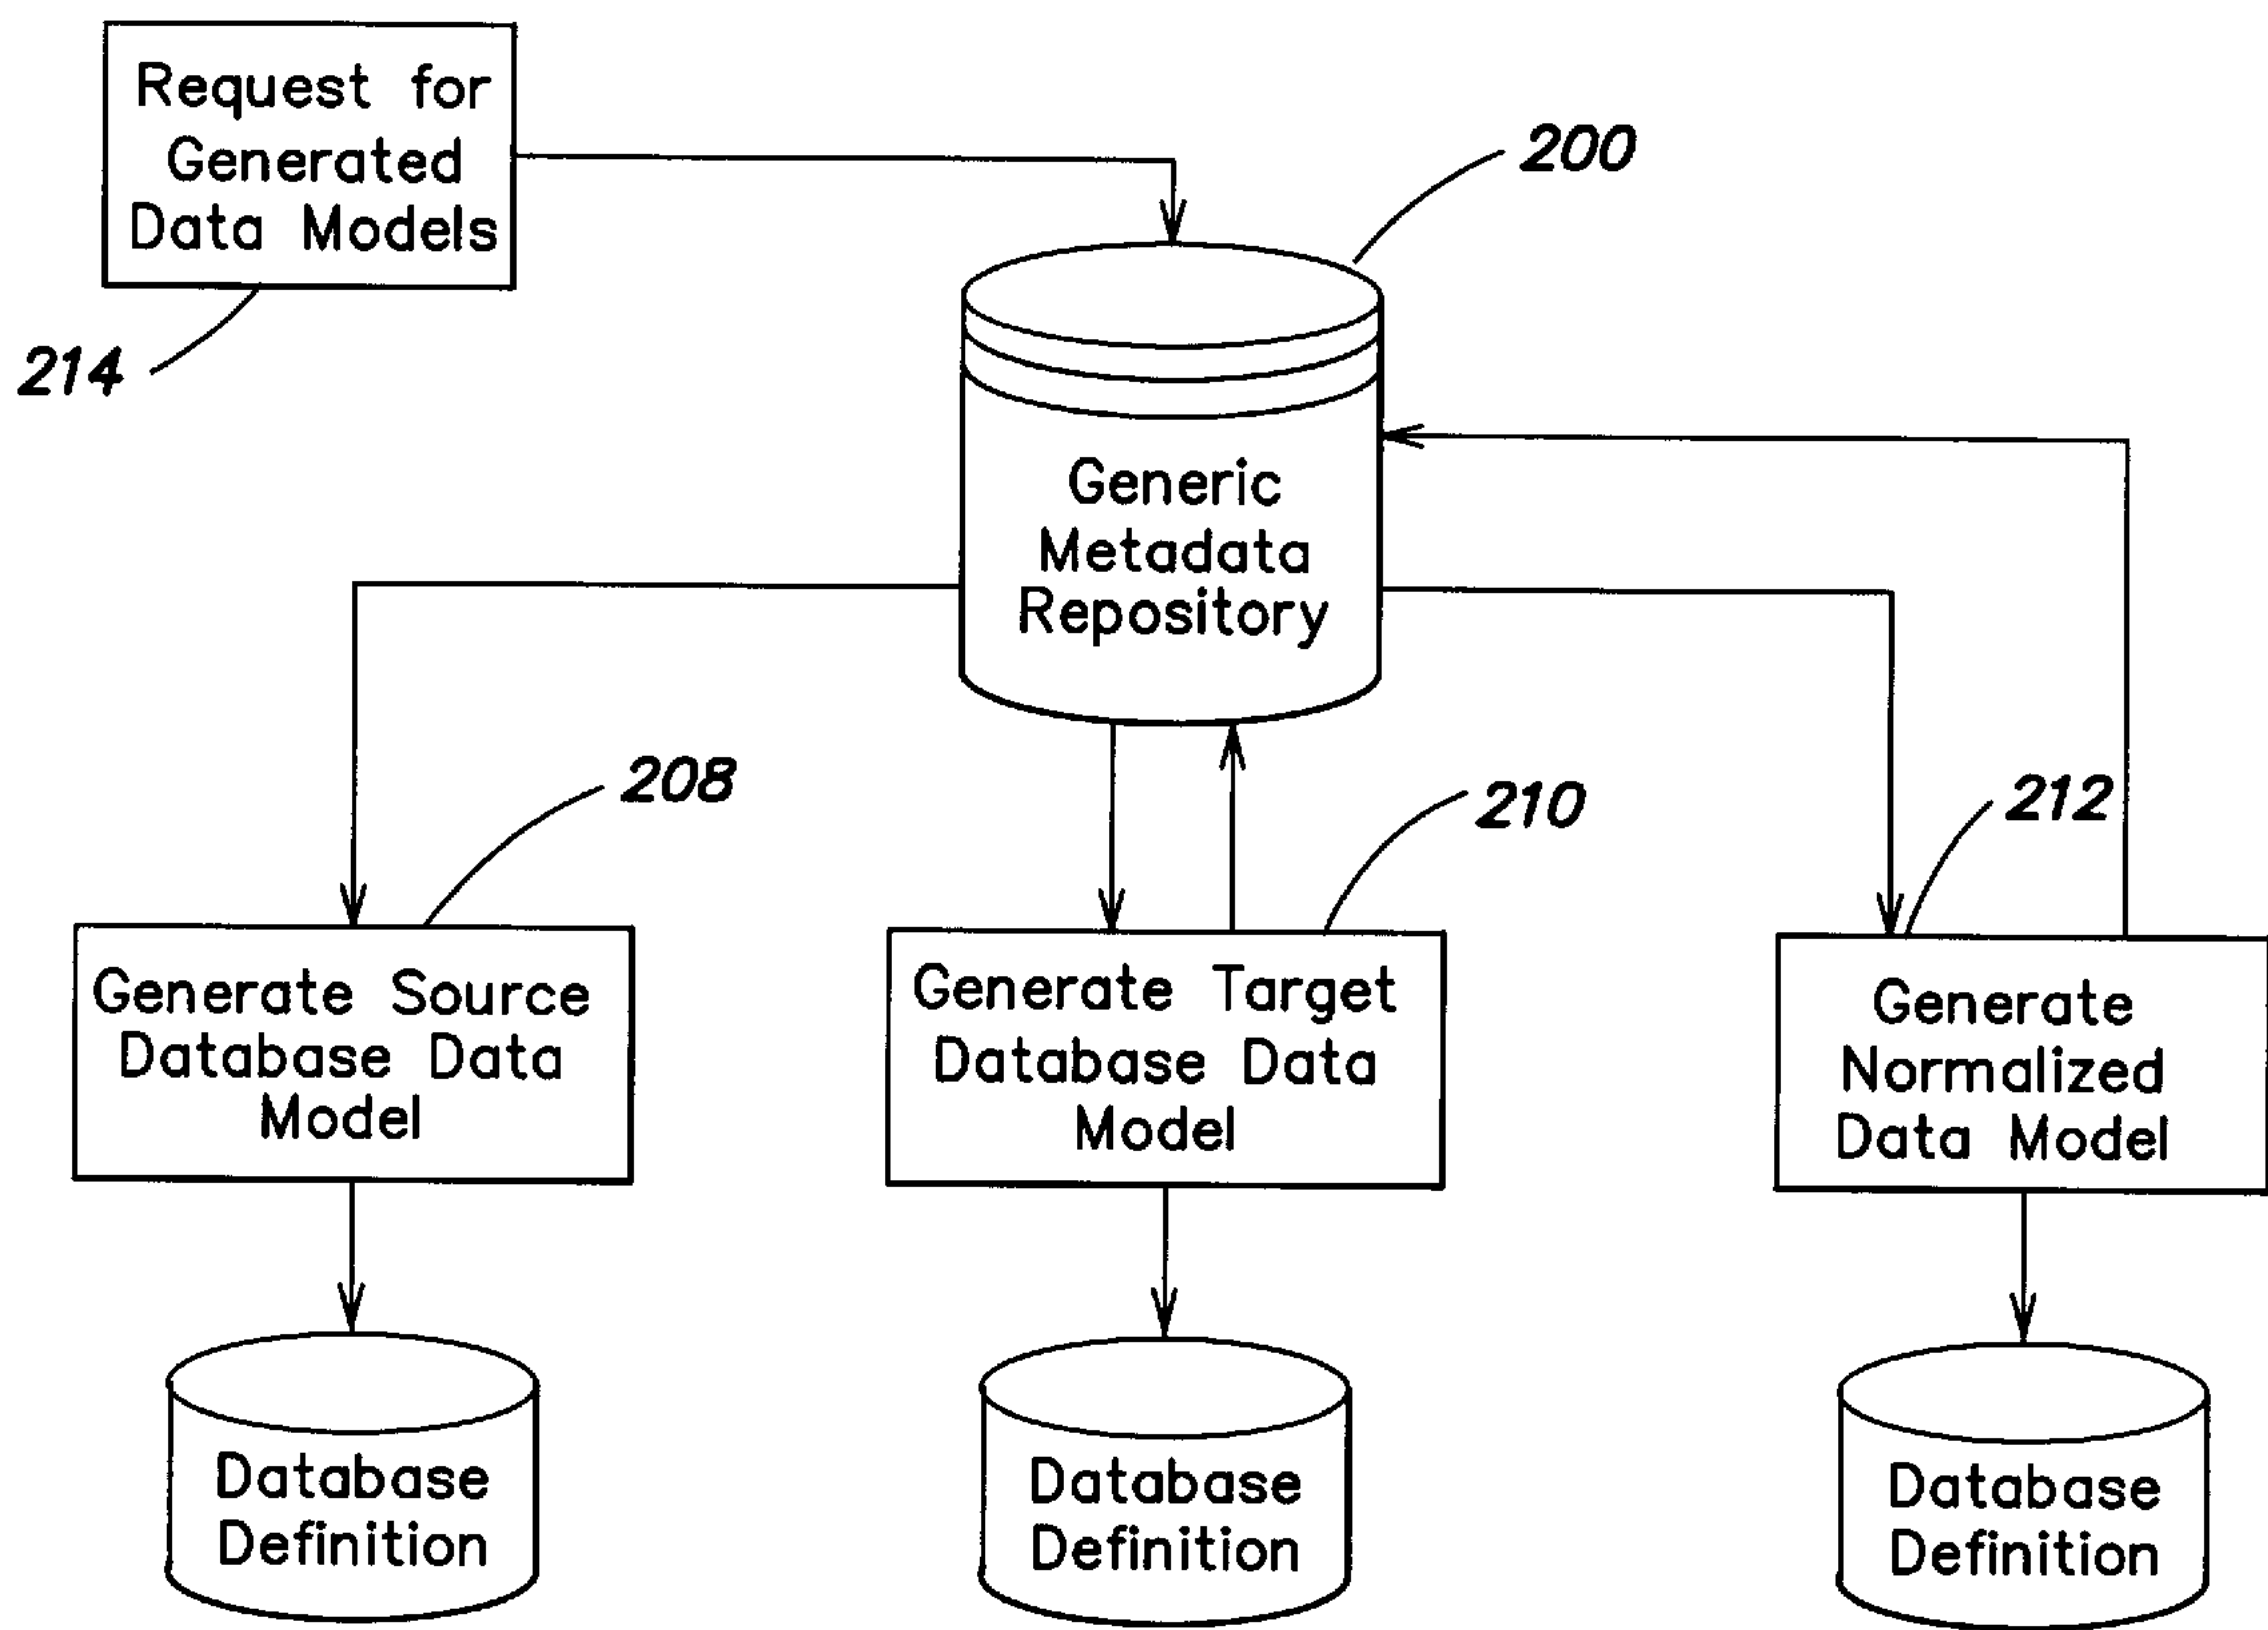 Request for
Generated
Data Models
200
214
Generic
Metadata
Repository
208
210
212
Generate Source
Database Data
Model
Generate Target
Database Data
Model
Generate
Normalized
Data Model
Database
Definition
Database
Definition
Database
Definition